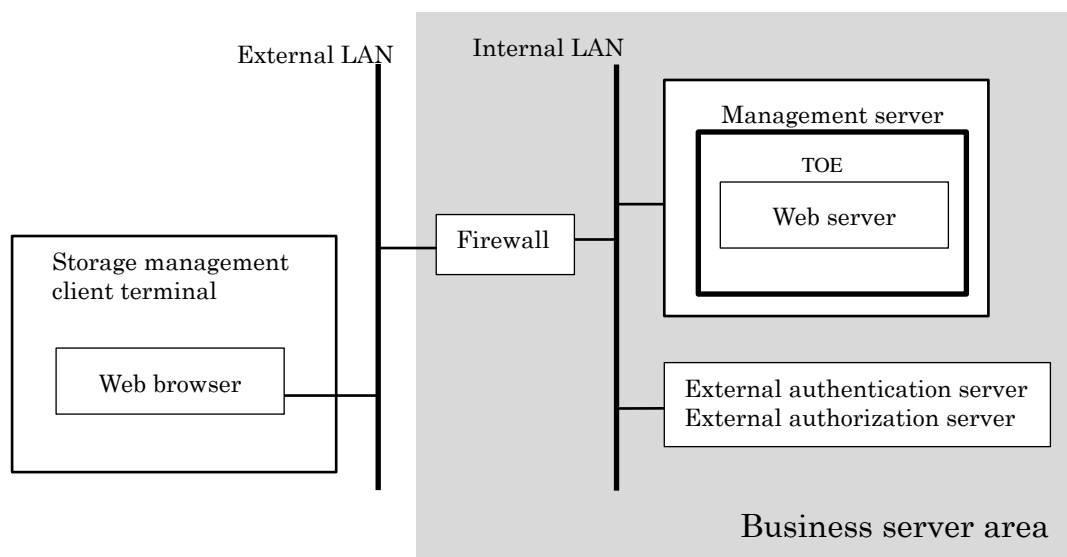 External LAN
Internal LAN
Management server
TOE
Web server
Firewall
Storage management
client terminal
Web browser
External authentication server
External authorization server
Business server area